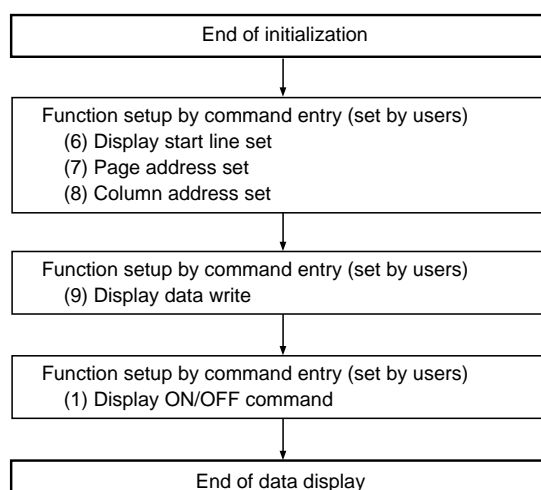 End of initialization
Function setup by command entry (set by users)
(6) Display start line set
(7) Page address set
(8) Column address set
Function setup by command entry (set by users)
(9) Display data write
Function setup by command entry (set by users)
(1) Display ON/OFF command
End of data display